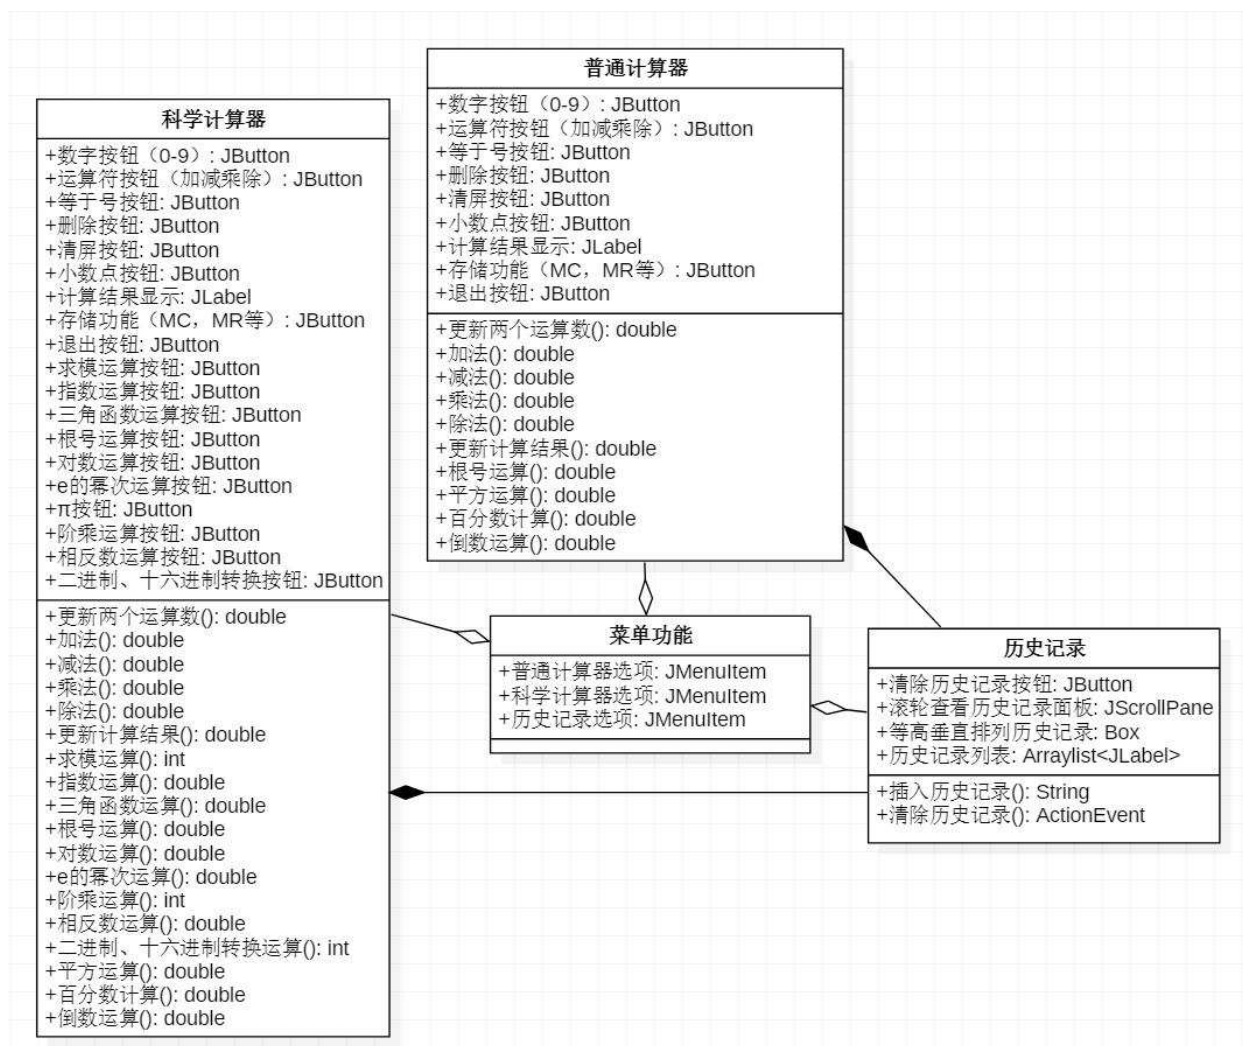 科学计算器
+数字按钮（0-9）: JButton
+运算符按钮（加减乘除）: JButton
+等于号按钮: JButton
+删除按钮: JButton
+清屏按钮: JButton
+小数点按钮: JButton
+计算结果显示: JLabel
+存储功能（MC，MR等）: JButton
+退出按钮: JButton
+求模运算按钮: JButton
+指数运算按钮: JButton
+三角函数运算按钮: JButton
+根号运算按钮: JButton
+对数运算按钮: JButton
+e的幂次运算按钮: JButton
+π按钮: JButton
+阶乘运算按钮: JButton
+相反数运算按钮: JButton
+二进制、十六进制转换按钮: JButton
+更新两个运算数(): double
+加法(): double
+减法(): double
+乘法(): double
+除法(): double
+更新计算结果(): double
+求模运算(): int
+指数运算(): double
+三角函数运算(): double
+根号运算(): double
+对数运算(): double
+e的幂次运算(): double
+阶乘运算(): int
+相反数运算(): double
+二进制、十六进制转换运算(): int
+平方运算(): double
+百分数计算(): double
+倒数运算(): double
普通计算器
+数字按钮（0-9）: JButton
+运算符按钮（加减乘除）: JButton
+等于号按钮: JButton
+删除按钮: JButton
+清屏按钮: JButton
+小数点按钮: JButton
+计算结果显示: JLabel
+存储功能（MC，MR等）: JButton
+退出按钮: JButton
+更新两个运算数(): double
+加法(): double
+减法(): double
+乘法(): double
+除法(): double
+更新计算结果(): double
+根号运算(): double
+平方运算(): double
+百分数计算(): double
+倒数运算(): double
菜单功能
+普通计算器选项: JMenuItem
+科学计算器选项: JMenuItem
+历史记录选项: JMenuItem
历史记录
+清除历史记录按钮: JButton
+滚轮查看历史记录面板: JScrollPane
+等高垂直排列历史记录: Box
+历史记录列表: Arraylist<JLabel>
+插入历史记录(): String
+清除历史记录(): ActionEvent